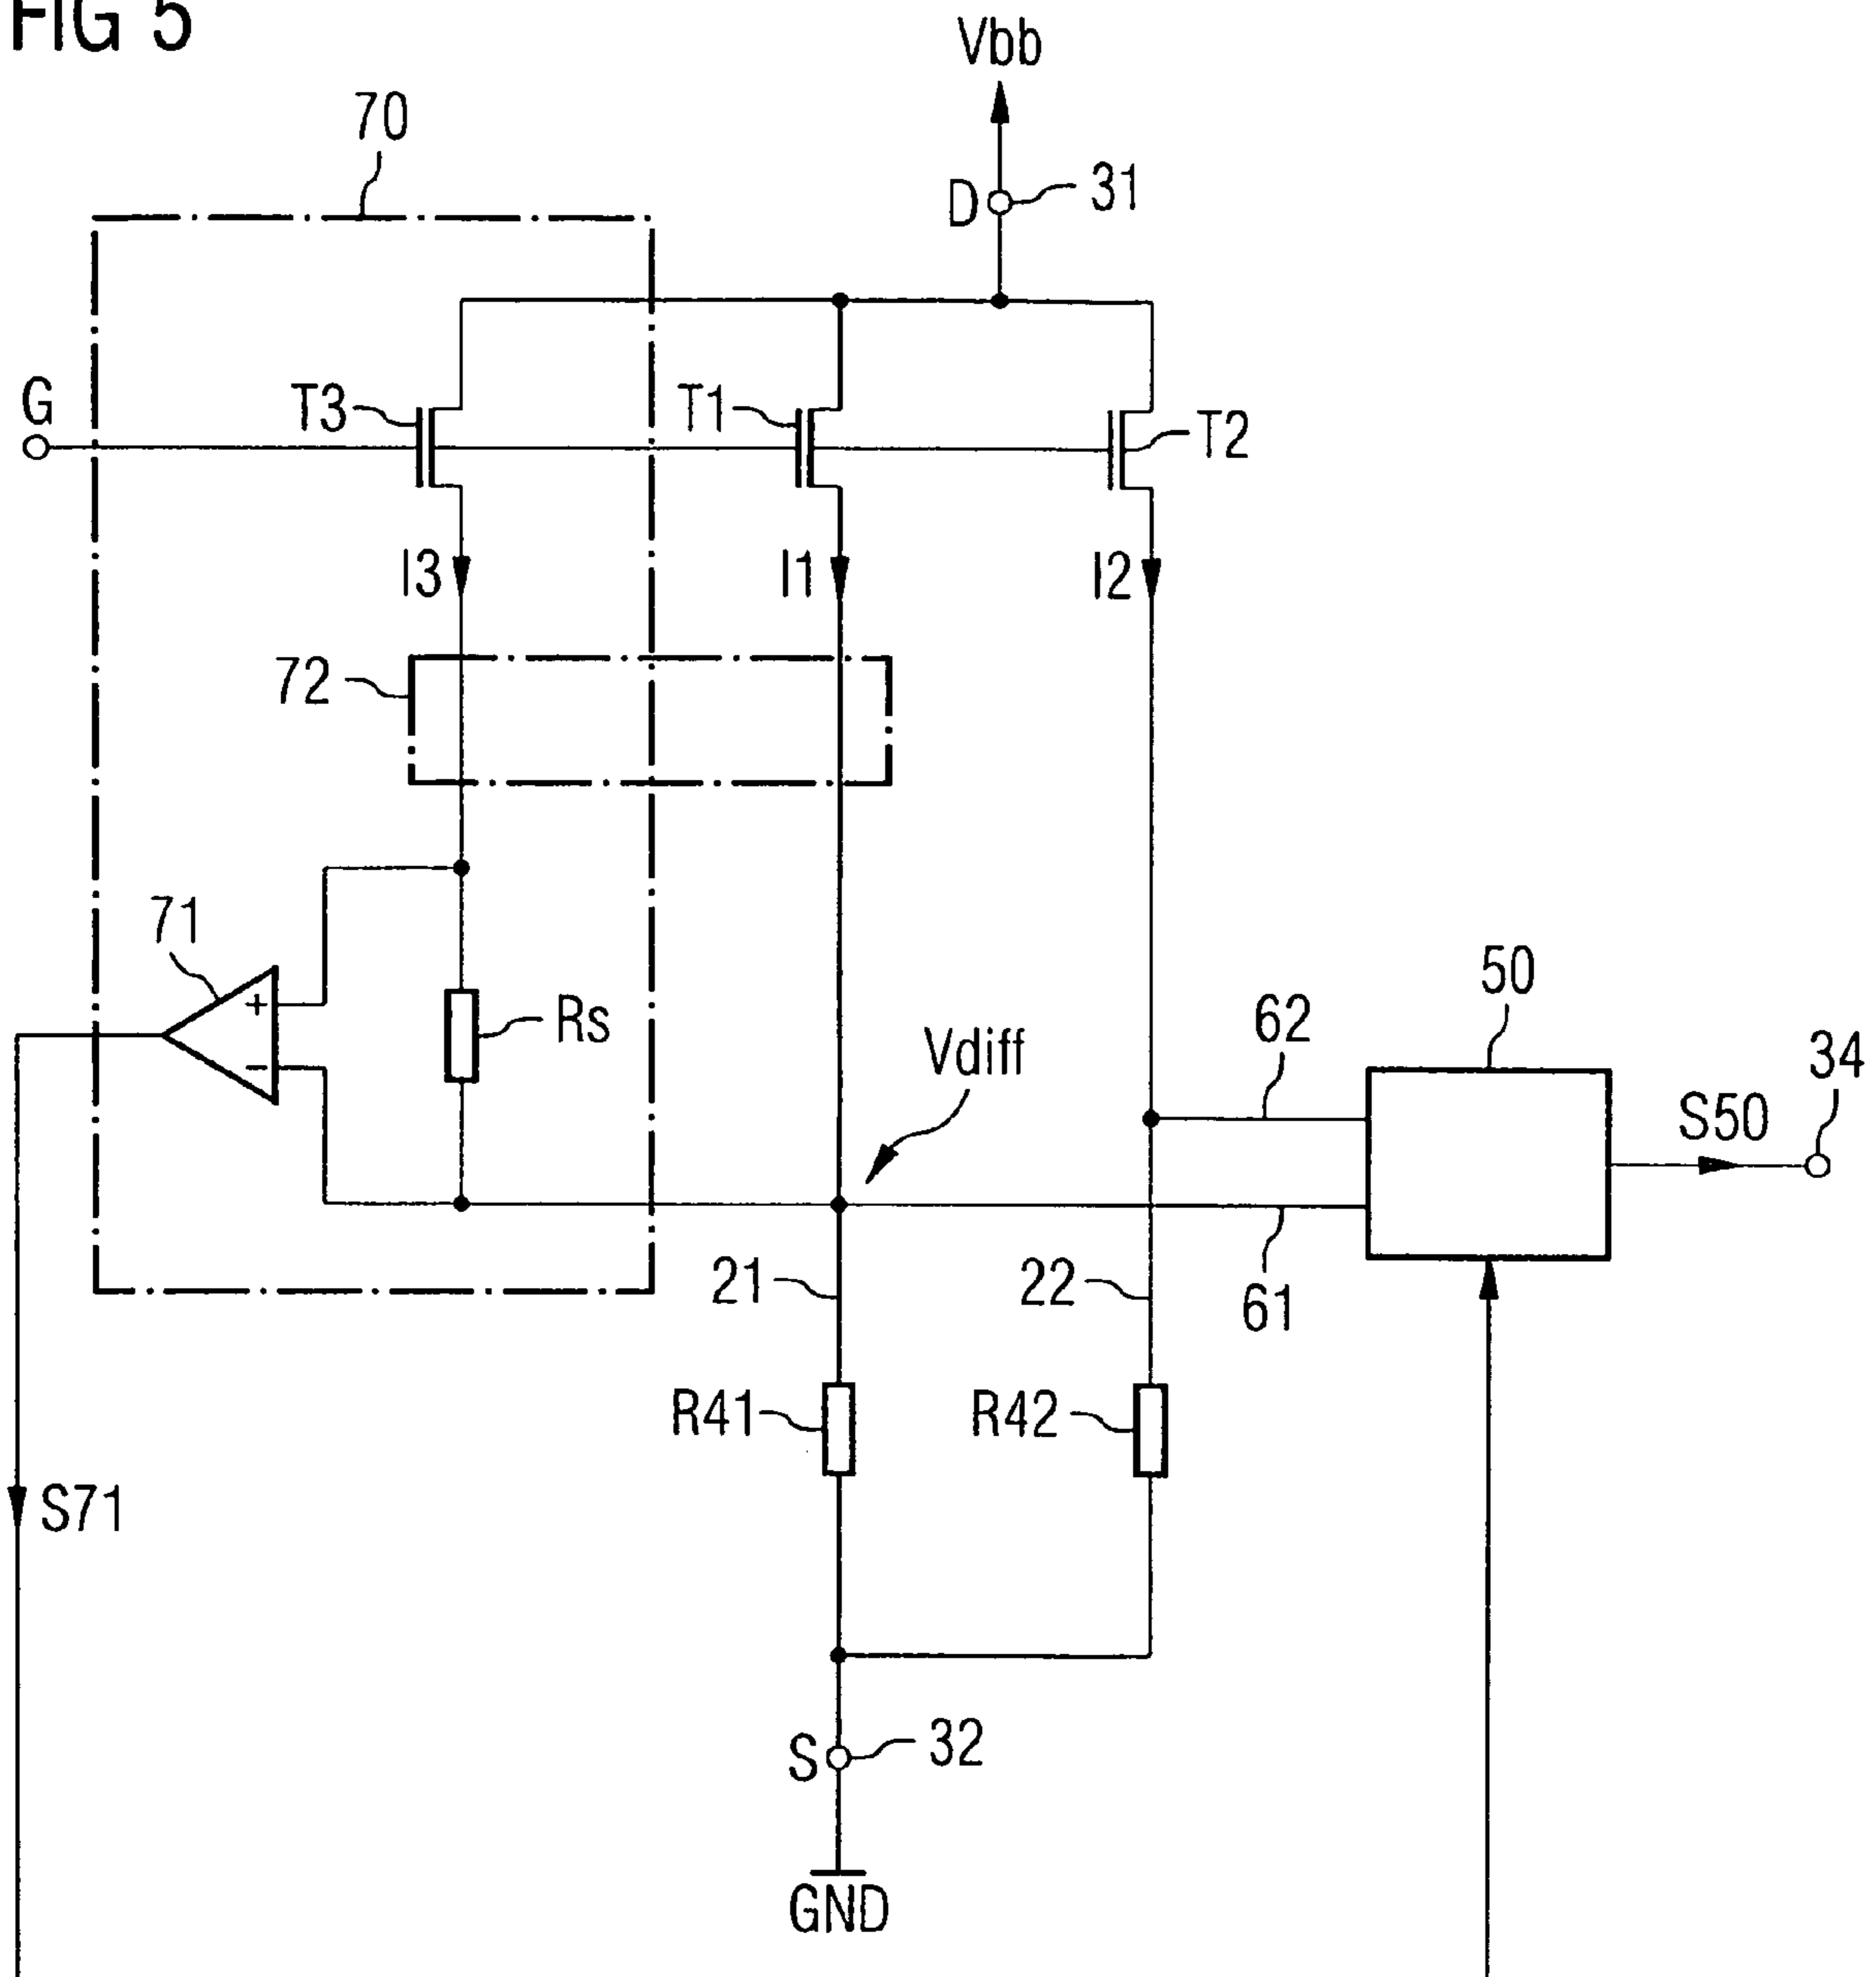 FIG 5
Vbb
70
D
31
G
T3
T1
T2
I3
I1
I2
72
71
+
−
Rs
Vdiff
62
50
34
S50
21
22
61
R41
R42
S71
S
32
GND